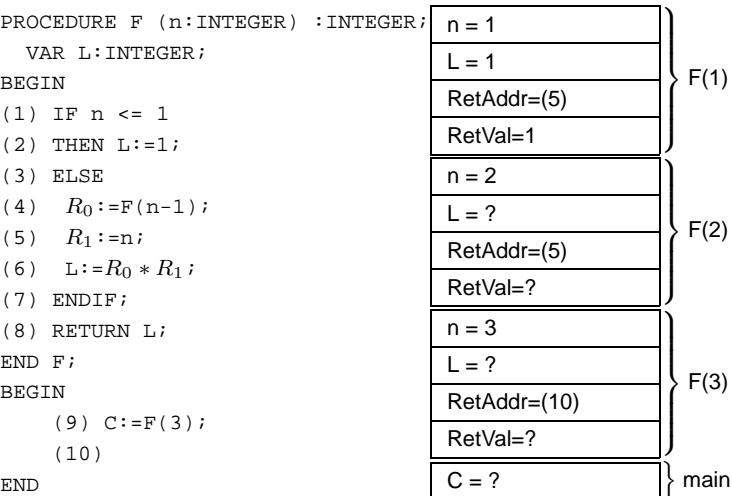 PROCEDURE F (n:INTEGER) :INTEGER;
VAR L:INTEGER;
BEGIN
(1) IF n <= 1
(2) THEN L:=1;
(3) ELSE
(4) R₀:=F(n-1);
(5) R₁:=n;
(6) L:=R₀ * R₁;
(7) ENDIF;
(8) RETURN L;
END F;
BEGIN
(9) C:=F(3);
(10)
END
n = 1
L = 1
RetAddr=(5)
RetVal=1
F(1)
n = 2
L = ?
RetAddr=(5)
RetVal=?
F(2)
n = 3
L = ?
RetAddr=(10)
RetVal=?
F(3)
C = ?
main